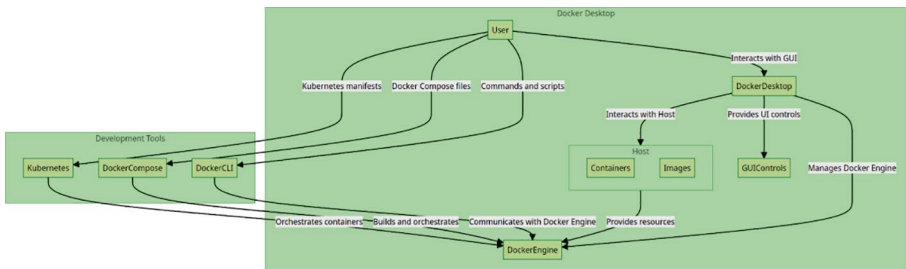 Docker Desktop
User
Interacts with GUI
Kubernetes manifests
Docker Compose files
Commands and scripts
DockerDesktop
Interacts with Host
Provides UI controls
Development Tools
Host
Kubernetes
DockerCompose
DockerCLI
Containers
Images
GUIControls
Manages Docker Engine
Orchestrates containers
Builds and orchestrates
Communicates with Docker Engine
Provides resources
DockerEngine